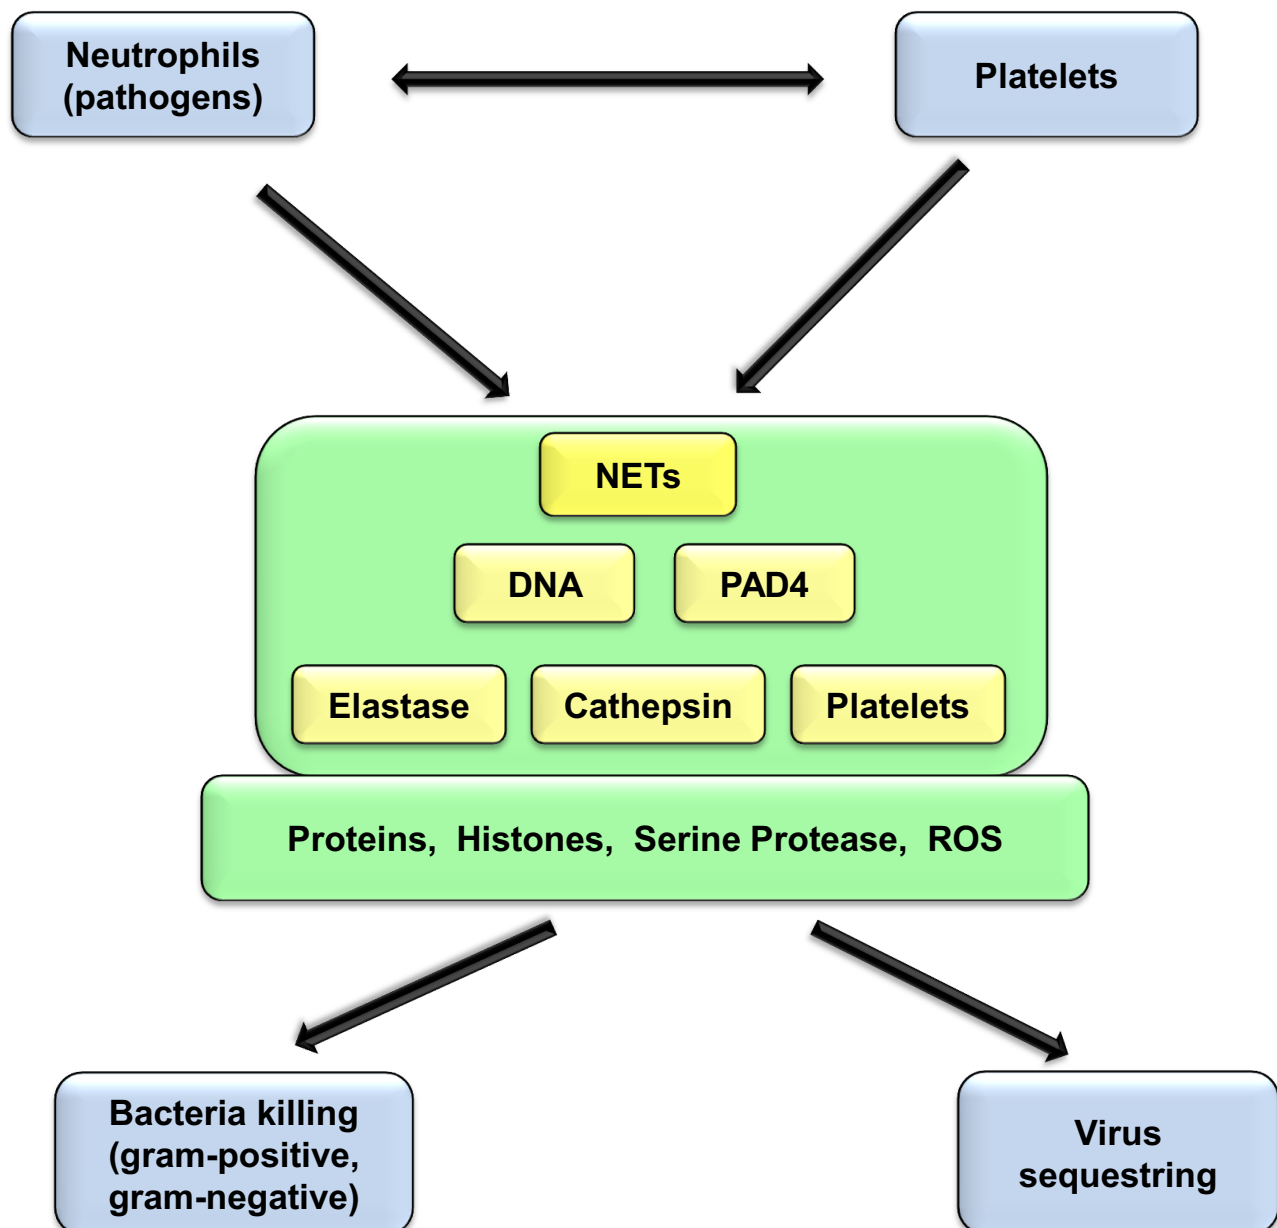 Neutrophils
(pathogens)
Platelets
NETs
DNA
PAD4
Elastase
Cathepsin
Platelets
Proteins, Histones, Serine Protease, ROS
Bacteria killing
(gram-positive,
gram-negative)
Virus
sequestring